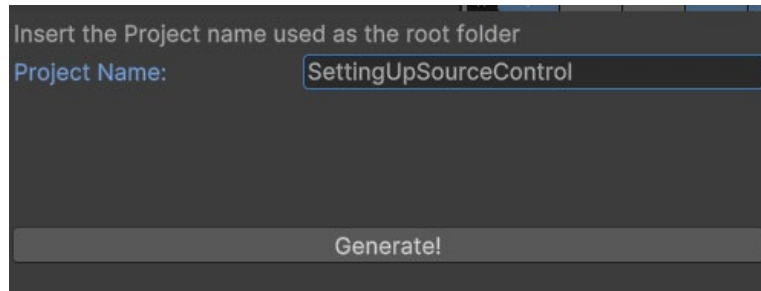 Insert the Project name used as the root folder
Project Name: SettingUpSourceControl
Generate!